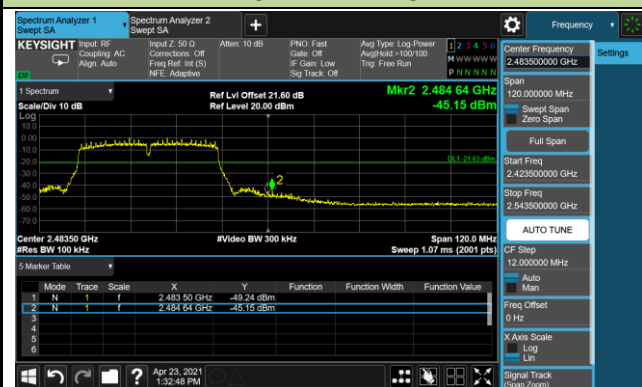 Spectrum Analyzer 1
Swept SA
Spectrum Analyzer 2
Swept SA
+
Frequency
KEYSIGHT
Input: RF
Coupling: AC
Align: Auto
Input Z: 50 Ω
Corrections: Off
Freq Ref: Int (S)
NFE: Adaptive
Atten: 10 dB
PNO: Fast
Gate: Off
IF Gain: Low
Sig Track: Off
Avg Type: Log-Power
Avg|Hold:>100/100
Trig: Free Run
1 2 3 4 5 6
M W W W W W
P N N N N N
LXI
1 Spectrum
Scale/Div 10 dB
Ref Lvl Offset 21.60 dB
Ref Level 20.00 dBm
Mkr2 2.484 64 GHz
-45.15 dBm
Log
10.0
0.00
-10.0
-20.0
-30.0
-40.0
-50.0
-60.0
-70.0
DL1 -21.63 dBm
2
Center 2.48350 GHz
#Res BW 100 kHz
#Video BW 300 kHz
Span 120.0 MHz
Sweep 1.07 ms (2001 pts)
5 Marker Table
Mode Trace Scale X Y Function Function Width Function Value
1 N 1 f 2.483 50 GHz -49.24 dBm
2 N 1 f 2.484 64 GHz -45.15 dBm
3
4
5
6
Center Frequency
2.483500000 GHz
Settings
Span
120.000000 MHz
Swept Span
Zero Span
Full Span
Start Freq
2.423500000 GHz
Stop Freq
2.543500000 GHz
AUTO TUNE
CF Step
12.000000 MHz
Auto
Man
Freq Offset
0 Hz
X Axis Scale
Log
Lin
Signal Track
(Span Zoom)
?
Apr 23, 2021
1:32:48 PM